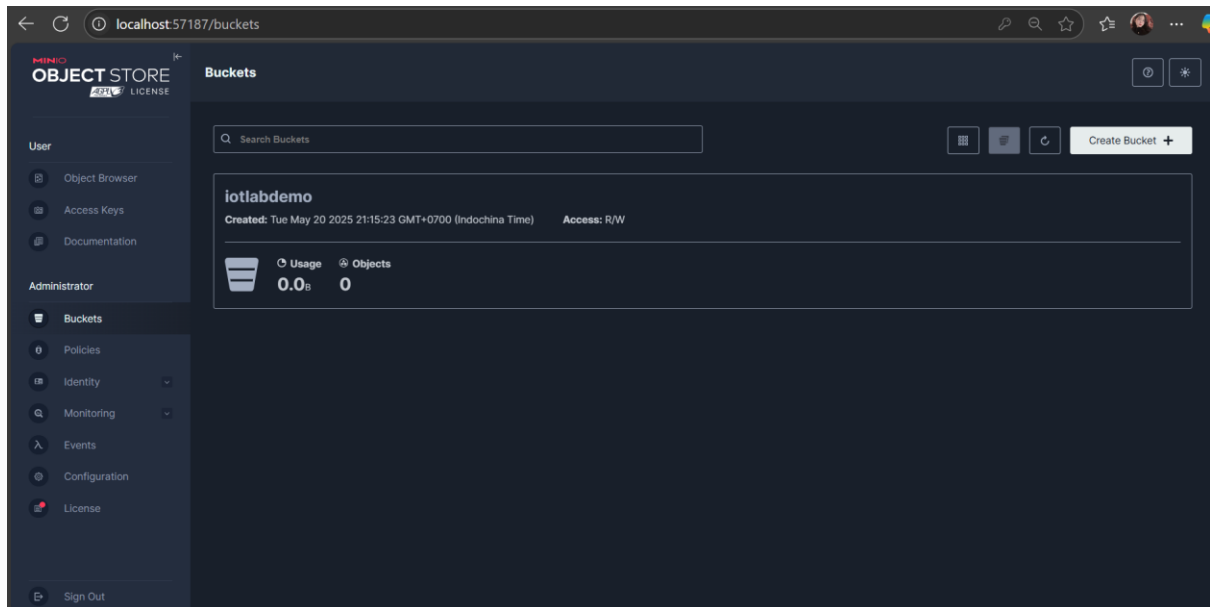 localhost:57187/buckets
MINIO
OBJECT STORE
AGPLv3 LICENSE
Buckets
User
Object Browser
Access Keys
Documentation
Administrator
Buckets
Policies
Identity
Monitoring
Events
Configuration
License
Sign Out
Search Buckets
Create Bucket +
iotlabdemo
Created: Tue May 20 2025 21:15:23 GMT+0700 (Indochina Time) Access: R/W
Usage Objects
0.0B 0